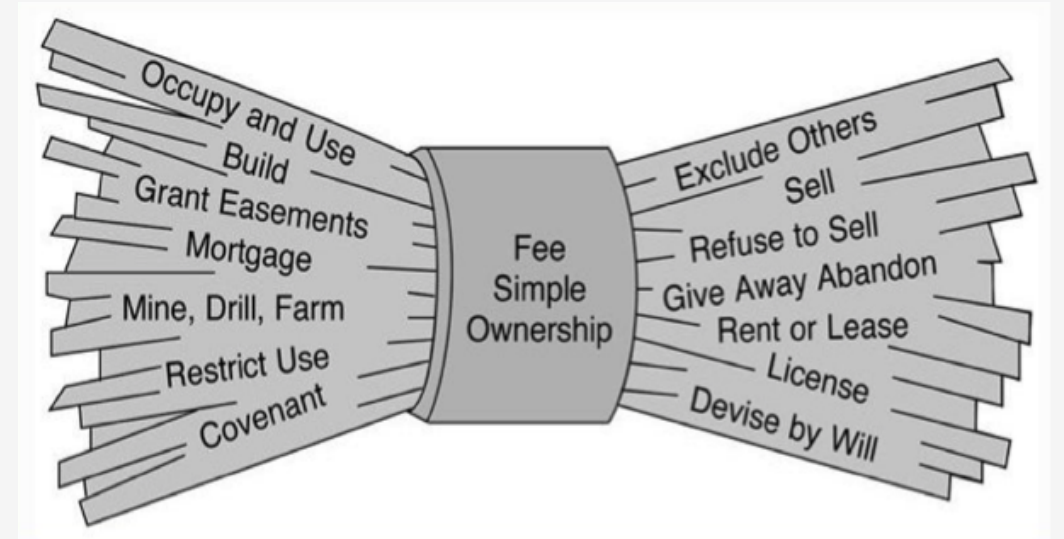 Occupy and Use
Build
Grant Easements
Mortgage
Mine, Drill, Farm
Restrict Use
Covenant
Fee
Simple
Ownership
Exclude Others
Sell
Refuse to Sell
Give Away Abandon
Rent or Lease
License
Devise by Will